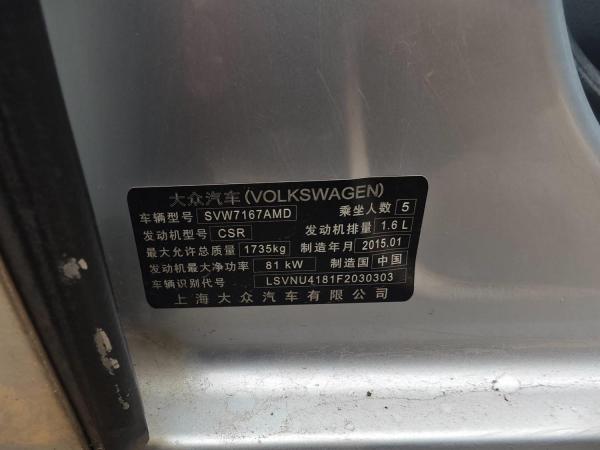 大众汽车(VOLKSWAGEN)
车辆型号 SVW7167AMD 乘坐人数 5
发动机型号 CSR 发动机排量 1.6L
最大允许总质量 1735kg 制造年月 2015.01
发动机最大净功率 81 kW 制造国 中国
车辆识别代号 LSVNU4181F2030303
上海大众汽车有限公司